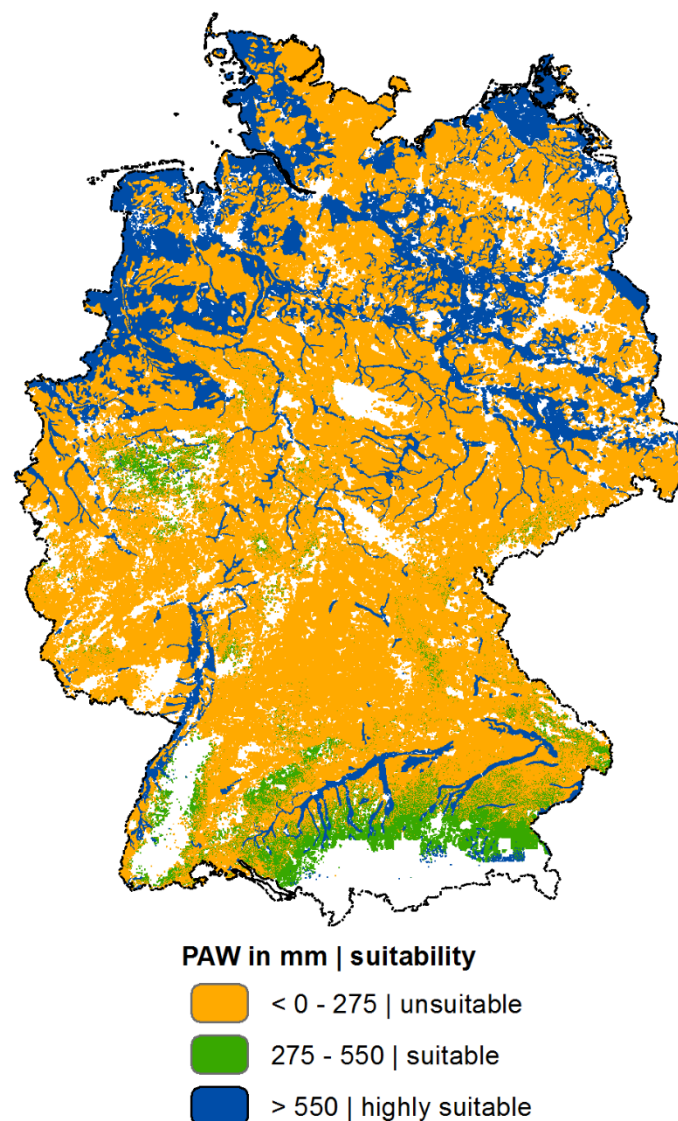 PAW in mm | suitability
< 0 - 275 | unsuitable
275 - 550 | suitable
> 550 | highly suitable